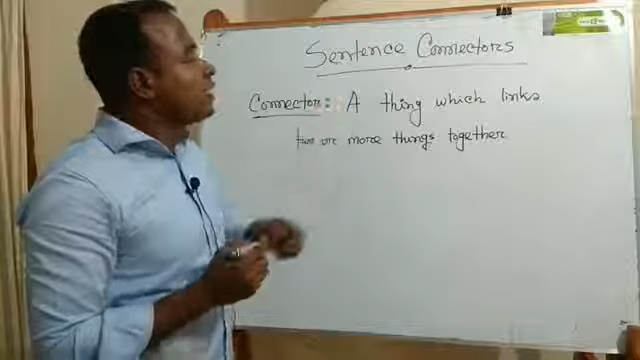 Sentence Connectors
Connector:: A thing which links
two or more things together